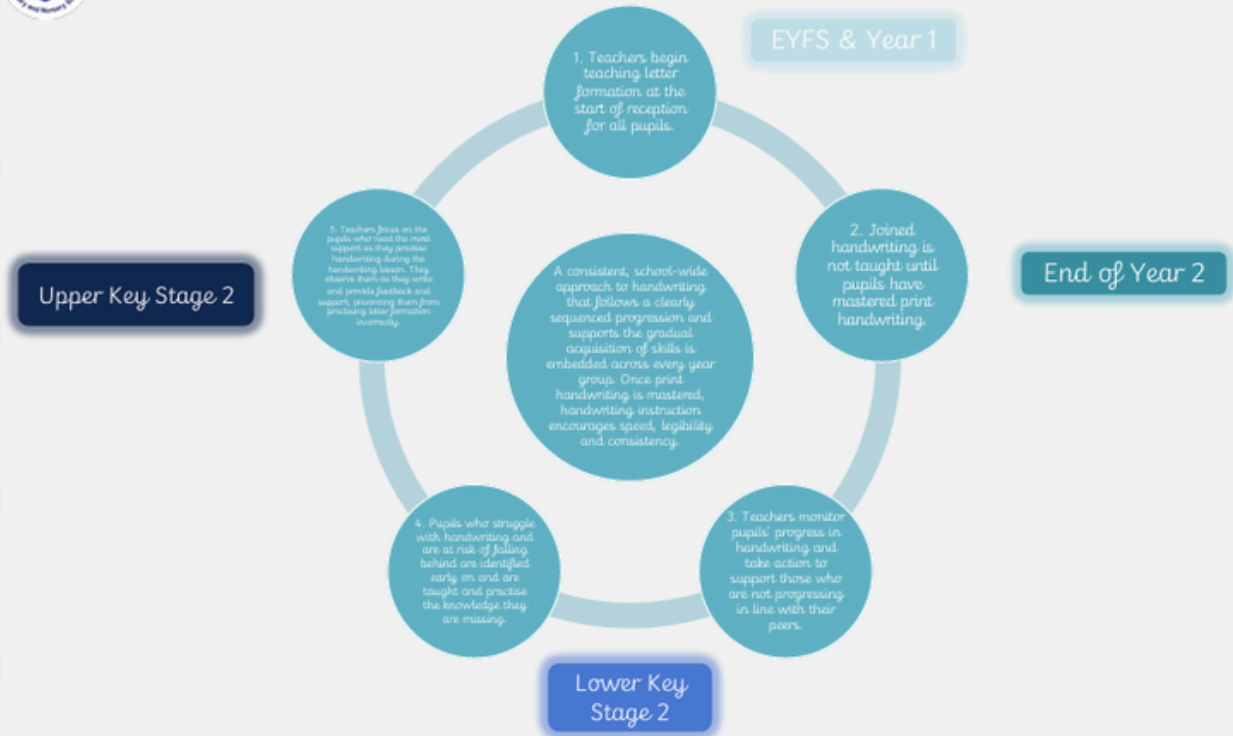 EYFS & Year 1
1. Teachers begin
teaching letter
formation at the
start of reception
for all pupils.
2. Joined
handwriting is
not taught until
pupils have
mastered print
handwriting.
End of Year 2
3. Teachers monitor
pupils' progress in
handwriting and
take action to
support those who
are not progressing
in line with their
peers.
Lower Key
Stage 2
4. Pupils who struggle
with handwriting and
are at risk of falling
behind are identified
early on and are
taught and practise
the knowledge they
are missing.
5. Teachers focus on the
pupils who need the most
support as they practise
handwriting during the
handwriting lesson. They
observe them as they write
and provide feedback and
support, preventing them from
practising letter formation
incorrectly.
Upper Key Stage 2
A consistent, school-wide
approach to handwriting
that follows a clearly
sequenced progression and
supports the gradual
acquisition of skills is
embedded across every year
group. Once print
handwriting is mastered,
handwriting instruction
encourages speed, legibility
and consistency.